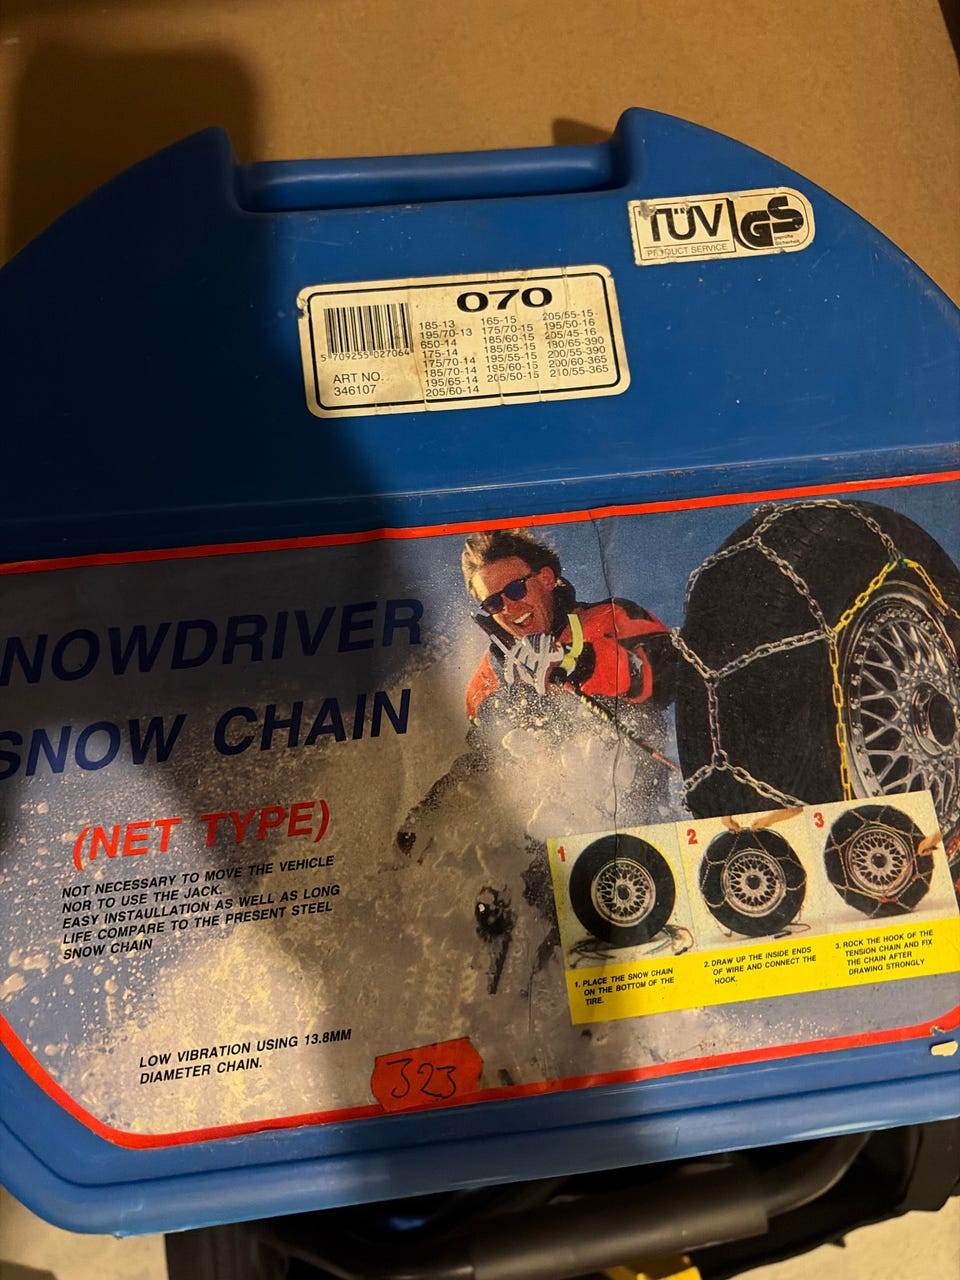 TÜV GS
PRODUCT SERVICE
geprüfte
Sicherheit
070
185-13
195/70-13
650-14
175-14
175/70-14
185/70-14
195/65-14
205/60-14
165-15
175/70-15
185/60-15
185/65-15
195/55-15
195/60-15
205/50-15
205/55-15
195/50-16
205/45-16
180/65-390
200/55-390
200/60-365
210/55-365
5 709255 027064
ART NO.
346107
NOWDRIVER
SNOW CHAIN
(NET TYPE)
NOT NECESSARY TO MOVE THE VEHICLE
NOR TO USE THE JACK.
EASY INSTAULLATION AS WELL AS LONG
LIFE COMPARE TO THE PRESENT STEEL
SNOW CHAIN
LOW VIBRATION USING 13.8MM
DIAMETER CHAIN.
323
1
2
3
1. PLACE THE SNOW CHAIN
ON THE BOTTOM OF THE
TIRE.
2. DRAW UP THE INSIDE ENDS
OF WIRE AND CONNECT THE
HOOK.
3. ROCK THE HOOK OF THE
TENSION CHAIN AND FIX
THE CHAIN AFTER
DRAWING STRONGLY